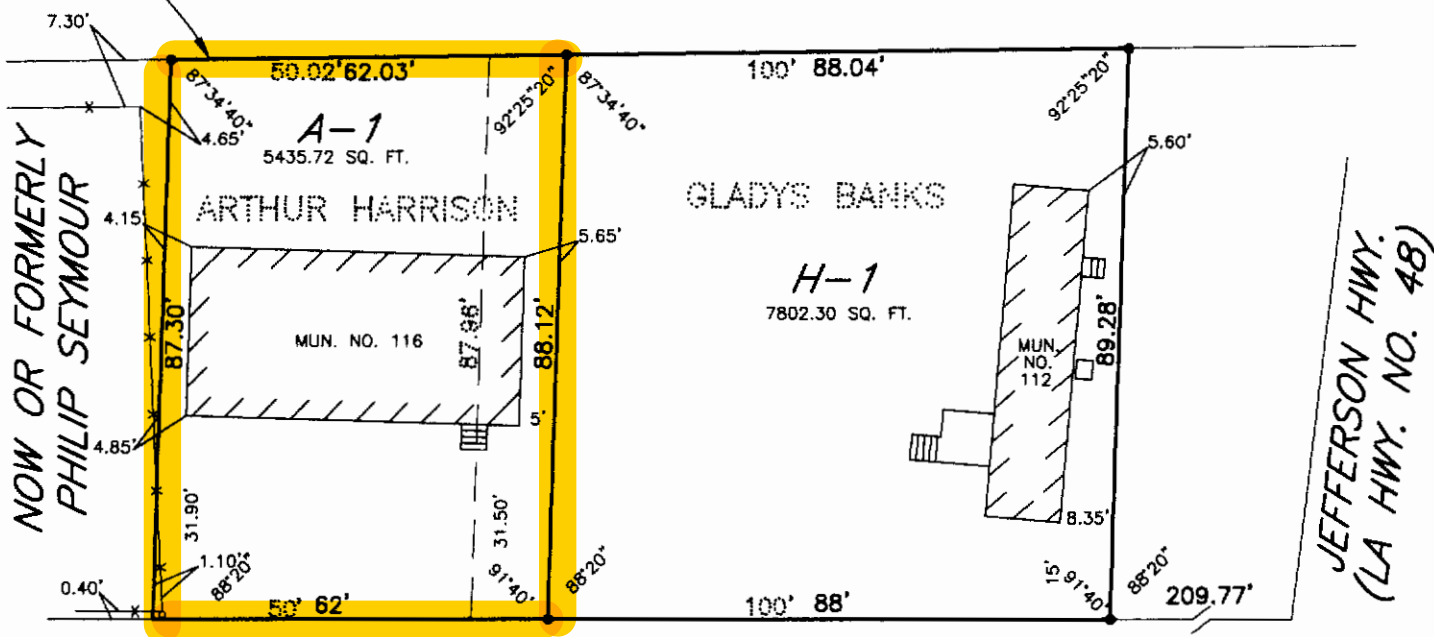 7.30'
50.02' 62.03'
100' 88.04'
87°34'40"
92°25'20"
87°34'40"
92°25'20"
4.65'
A-1
5435.72 SQ. FT.
5.60'
NOW OR FORMERLY
PHILIP SEYMOUR
ARTHUR HARRISON
GLADYS BANKS
4.15'
5.65'
H-1
7802.30 SQ. FT.
87.30'
MUN. NO. 116
87.96'
88.12'
MUN.
NO.
112
89.28'
JEFFERSON HWY.
(LA HWY. NO. 48)
4.85'
5'
31.90'
31.50'
8.35'
1.10'
88°20'
91°40'
88°20'
15'
91°40'
88°20'
0.40'
50' 62'
100' 88'
209.77'